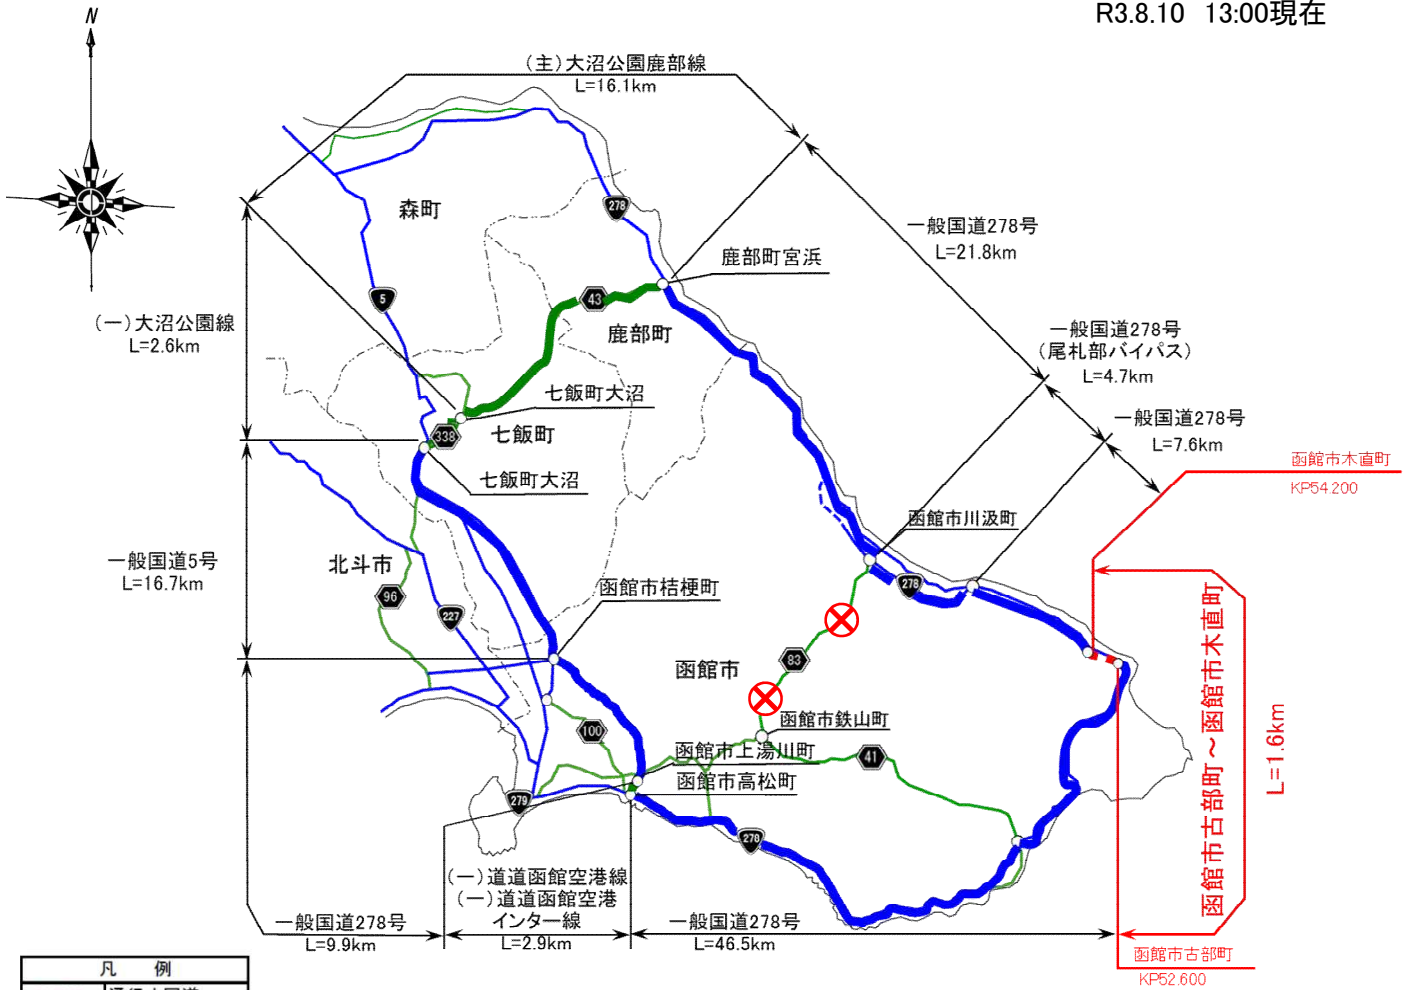 R3.8.10 13:00現在
N
(主)大沼公園鹿部線
L=16.1km
森町
278
一般国道278号
L=21.8km
鹿部町宮浜
5
43
(一)大沼公園線
L=2.6km
鹿部町
一般国道278号
(尾札部バイパス)
L=4.7km
七飯町大沼
338
七飯町
一般国道278号
L=7.6km
函館市木直町
KP54.200
七飯町大沼
函館市川汲町
一般国道5号
L=16.7km
北斗市
函館市桔梗町
278
96
227
83
函館市
函館市古部町～函館市木直町
L=1.6km
函館市鉄山町
100
函館市上湯川町
41
函館市高松町
279
278
(一)道道函館空港線
(一)道道函館空港
インター線
L=2.9km
一般国道278号
L=9.9km
一般国道278号
L=46.5km
函館市古部町
KP52.600
凡 例